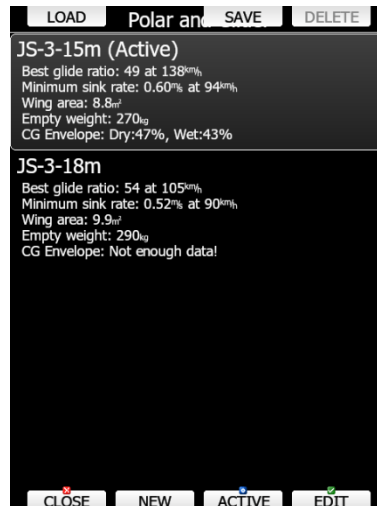 LOAD
Polar an
SAVE
DELETE
JS-3-15m (Active)
Best glide ratio: 49 at 138km/h
Minimum sink rate: 0.60m/s at 94km/h
Wing area: 8.8m²
Empty weight: 270kg
CG Envelope: Dry:47%, Wet:43%
JS-3-18m
Best glide ratio: 54 at 105km/h
Minimum sink rate: 0.52m/s at 90km/h
Wing area: 9.9m²
Empty weight: 290kg
CG Envelope: Not enough data!
CLOSE
NEW
ACTIVE
EDIT